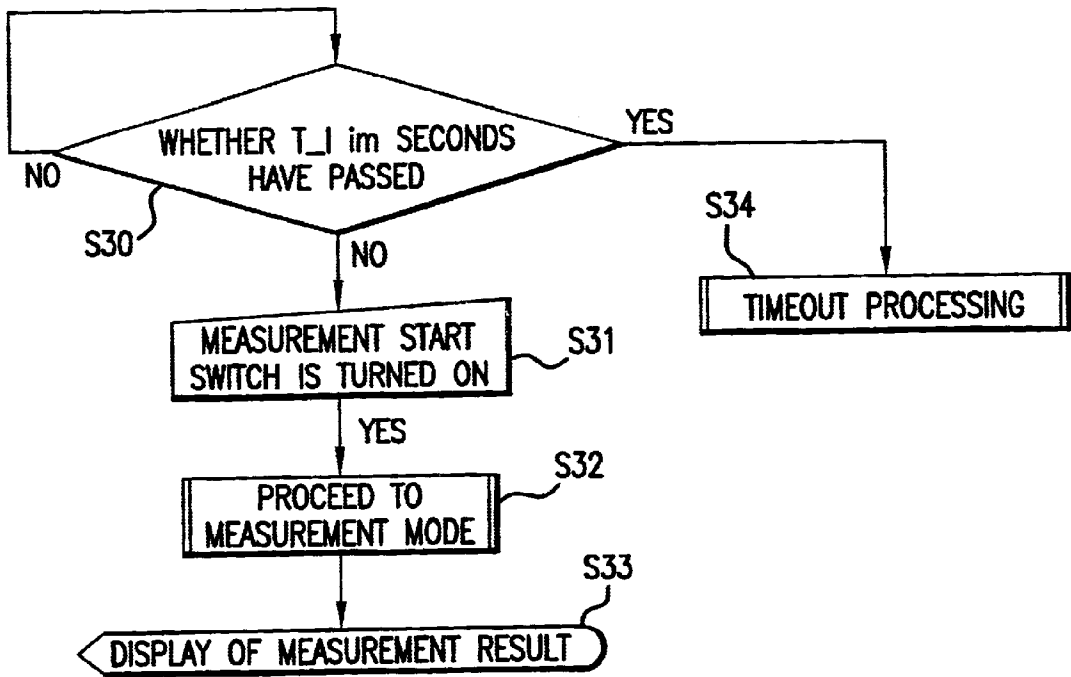 WHETHER T_l im SECONDS
HAVE PASSED
YES
NO
S30
NO
S34
TIMEOUT PROCESSING
MEASUREMENT START
SWITCH IS TURNED ON
S31
YES
S32
PROCEED TO
MEASUREMENT MODE
S33
DISPLAY OF MEASUREMENT RESULT